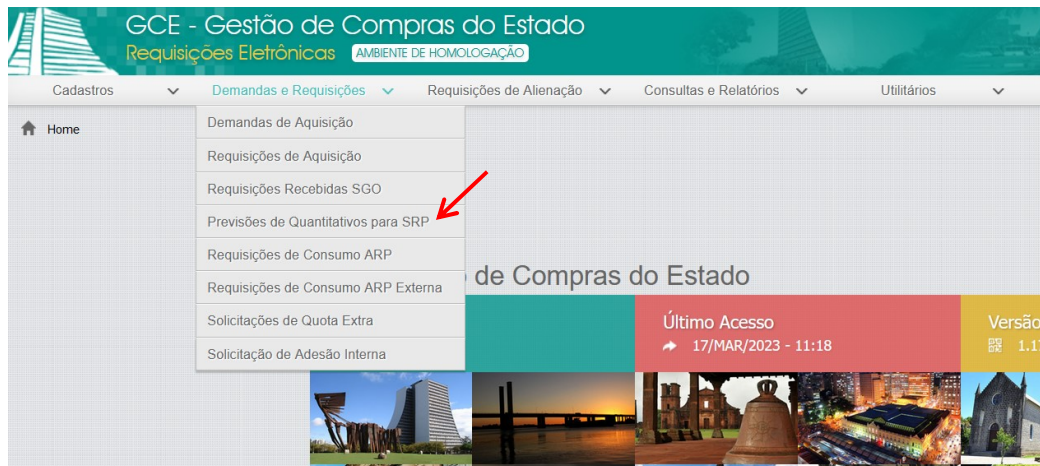 GCE - Gestão de Compras do Estado
Requisições Eletrônicas AMBIENTE DE HOMOLOGAÇÃO
Cadastros Demandas e Requisições Requisições de Alienação Consultas e Relatórios Utilitários
Home
Demandas de Aquisição
Requisições de Aquisição
Requisições Recebidas SGO
Previsões de Quantitativos para SRP
Requisições de Consumo ARP
Requisições de Consumo ARP Externa
Solicitações de Quota Extra
Solicitação de Adesão Interna
de Compras do Estado
Último Acesso
17/MAR/2023 - 11:18
Versão